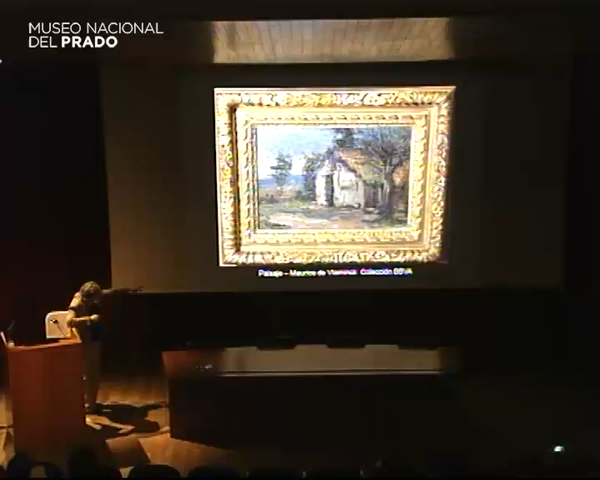 MUSEO NACIONAL
DEL PRADO
Paisaje – Maurice de Vlaminck. Colección BBVA